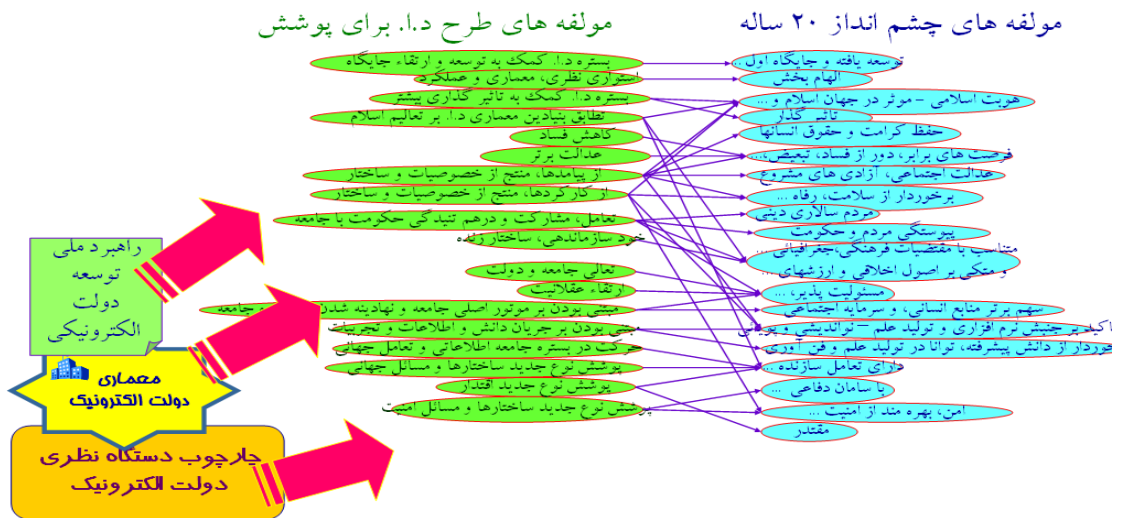 مولفه های چشم انداز ۲۰ ساله
مولفه های طرح د.ا. برای پوشش
توسعه یافته و جایگاه اول ...
الهام بخش
هویت اسلامی – موثر در جهان اسلام و ...
تاثیر گذار
حفظ کرامت و حقوق انسانها
فرصت های برابر، دور از فساد، تبعیض،...
عدالت اجتماعی، آزادی های مشروع
برخوردار از سلامت، رفاه ...
مردم سالاری دینی
پیوستگی مردم و حکومت
متناسب با مقتضیات فرهنگی،جغرافیائی ...
و متکی بر اصول اخلاقی و ارزشهای ...
مسئولیت پذیر، ...
سهم برتر منابع انسانی، و سرمایه اجتماعی
تاکید بر جنبش نرم افزاری و تولید علم – نواندیشی و پویائی
برخوردار از دانش پیشرفته، توانا در تولید علم و فن آوری
دارای تعامل سازنده ...
با سامان دفاعی ...
امن، بهره مند از امنیت ...
مقتدر
بستره د.ا. کمک به توسعه و ارتقاء جایگاه
استواری نظری، معماری و عملکرد
بستره د.ا. کمک به تاثیر گذاری بیشتر
تطابق بنیادین معماری د.ا. بر تعالیم اسلام
کاهش فساد
عدالت برتر
از پیامدها، منتج از خصوصیات و ساختار
از کارکردها، منتج از خصوصیات و ساختار
تعامل، مشارکت و درهم تنیدگی حکومت با جامعه
خود سازماندهی، ساختار زنده
تعالی جامعه و دولت
ارتقاء عقلانیت
مبتنی بودن بر موتور اصلی جامعه و نهادینه شدن و جامعه
مبتنی بودن بر جریان دانش و اطلاعات و تجربیات
حرکت در بستره جامعه اطلاعاتی و تعامل جهانی
پوشش نوع جدید ساختارها و مسائل جهانی
پوشش نوع جدید اقتدار
پوشش نوع جدید ساختارها و مسائل امنیت
راهبرد ملی
توسعه
دولت
الکترونیکی
معماری
دولت الکترونیک
چارچوب دستگاه نظری
دولت الکترونیک